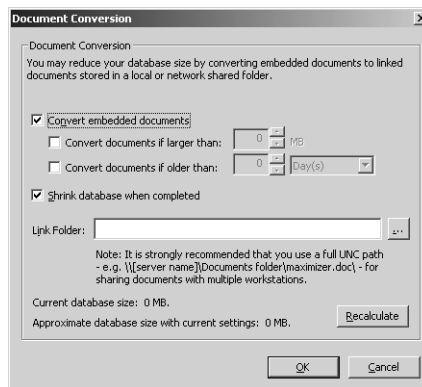 Document Conversion
Document Conversion
You may reduce your database size by converting embedded documents to linked
documents stored in a local or network shared folder.
Convert embedded documents
Convert documents if larger than: 0 MB
Convert documents if older than: 0 Day(s)
Shrink database when completed
Link Folder: ...
Note: It is strongly recommended that you use a full UNC path
- e.g. \\[server name]\Documents folder\maximizer.doc\ - for
sharing documents with multiple workstations.
Current database size: 0 MB.
Approximate database size with current settings: 0 MB.
Recalculate
OK Cancel